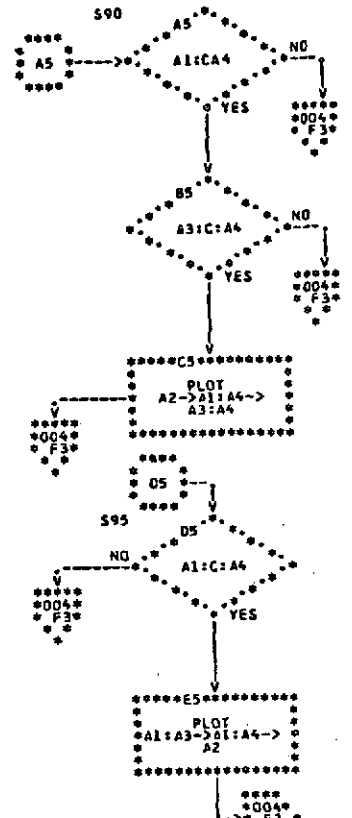 S90
A5
A5
A1:CA4
NO
YES
004
F3
B5
A3:C:A4
NO
YES
004
F3
C5
PLOT
A2->A1:A4->
A3:A4
004
F3
D5
S95
D5
A1:C:A4
NO
YES
004
F3
E5
PLOT
A1:A3->A1:A4->
A2
004
F3